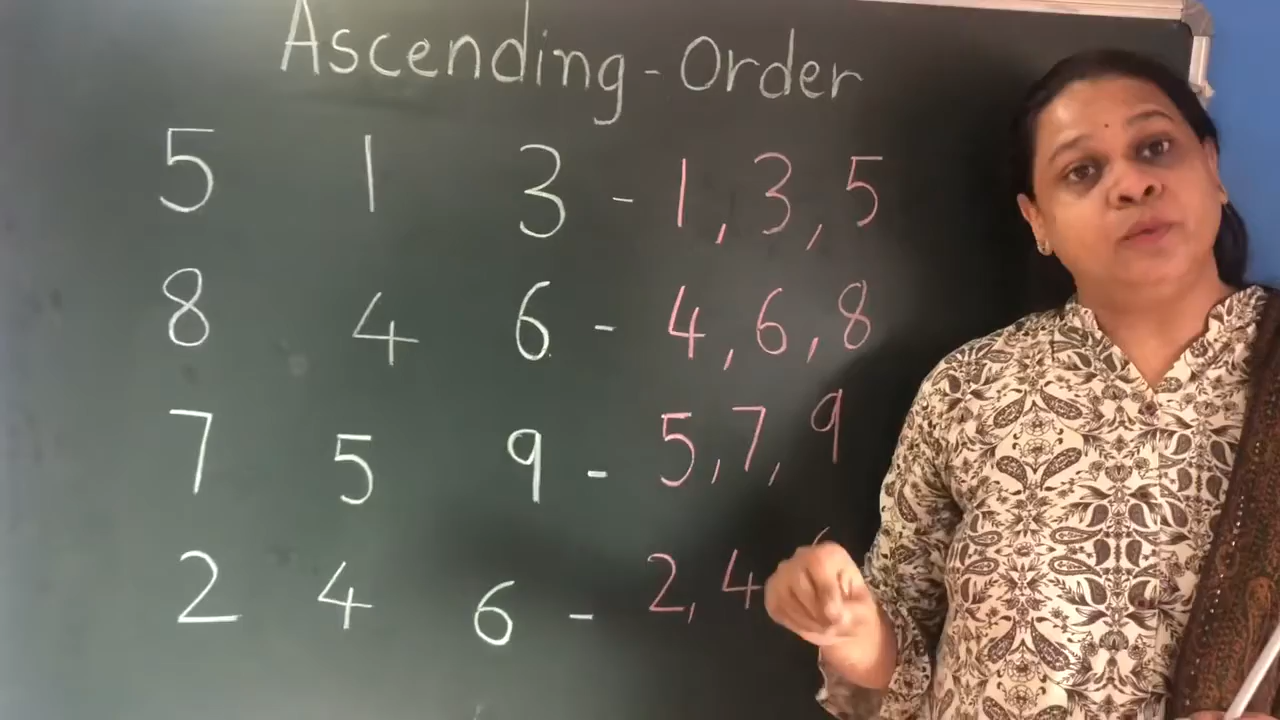 Ascending - Order
5 1 3 - 1, 3, 5
8 4 6 - 4, 6, 8
7 5 9 - 5, 7, 9
2 4 6 - 2, 4